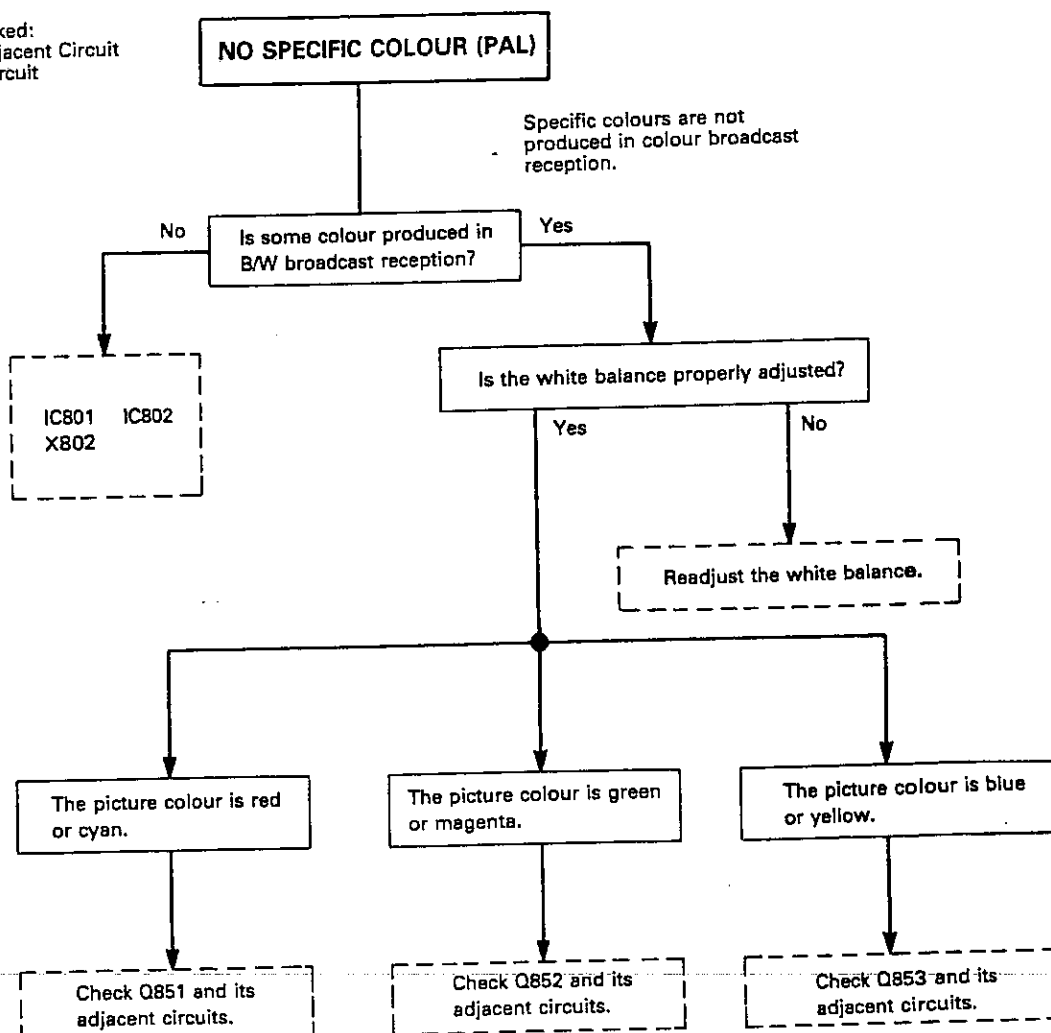 NO SPECIFIC COLOUR (PAL)
Circuit
Specific colours are not
produced in colour broadcast
reception.
No
Is some colour produced in
B/W broadcast reception?
Yes
IC801 IC802
X802
Is the white balance properly adjusted?
Yes
No
Readjust the white balance.
The picture colour is red
or cyan.
The picture colour is green
or magenta.
The picture colour is blue
or yellow.
Check Q851 and its
adjacent circuits.
Check Q852 and its
adjacent circuits.
Check Q853 and its
adjacent circuits.